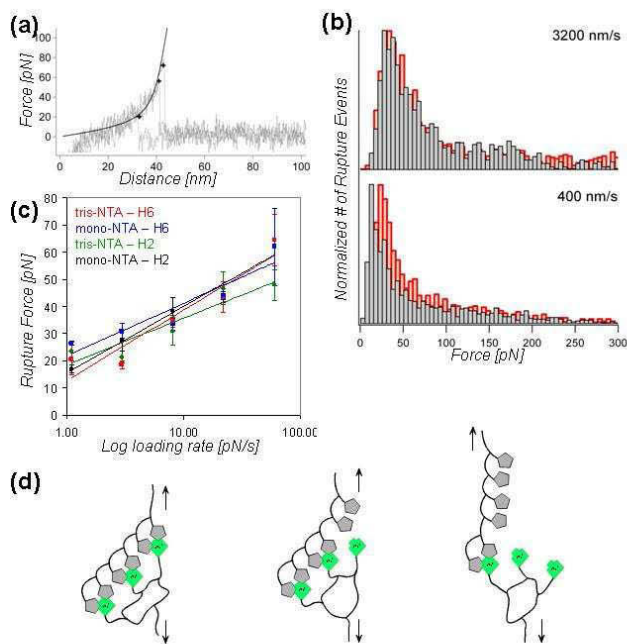 (a)
Force [pN]
100
80
60
40
20
0
0
20
40
60
80
100
Distance [nm]
(b)
3200 nm/s
400 nm/s
Normalized # of Rupture Events
0
50
100
150
200
250
300
Force [pN]
(c)
tris-NTA – H6
mono-NTA – H6
tris-NTA – H2
mono-NTA – H2
Rupture Force [pN]
80
70
60
50
40
30
20
10
0
1.00
10.00
100.00
Log loading rate [pN/s]
(d)